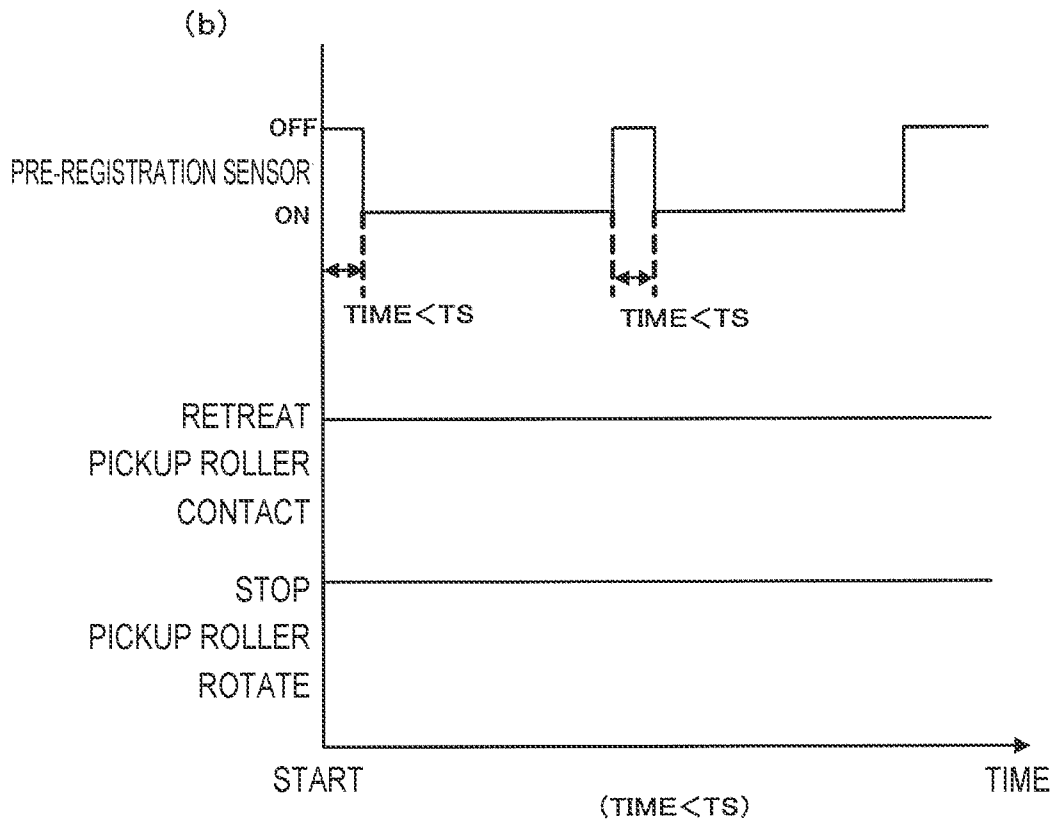 (b)
OFF
PRE-REGISTRATION SENSOR
ON
TIME<TS
TIME<TS
RETREAT
PICKUP ROLLER
CONTACT
STOP
PICKUP ROLLER
ROTATE
START
TIME
(TIME<TS)